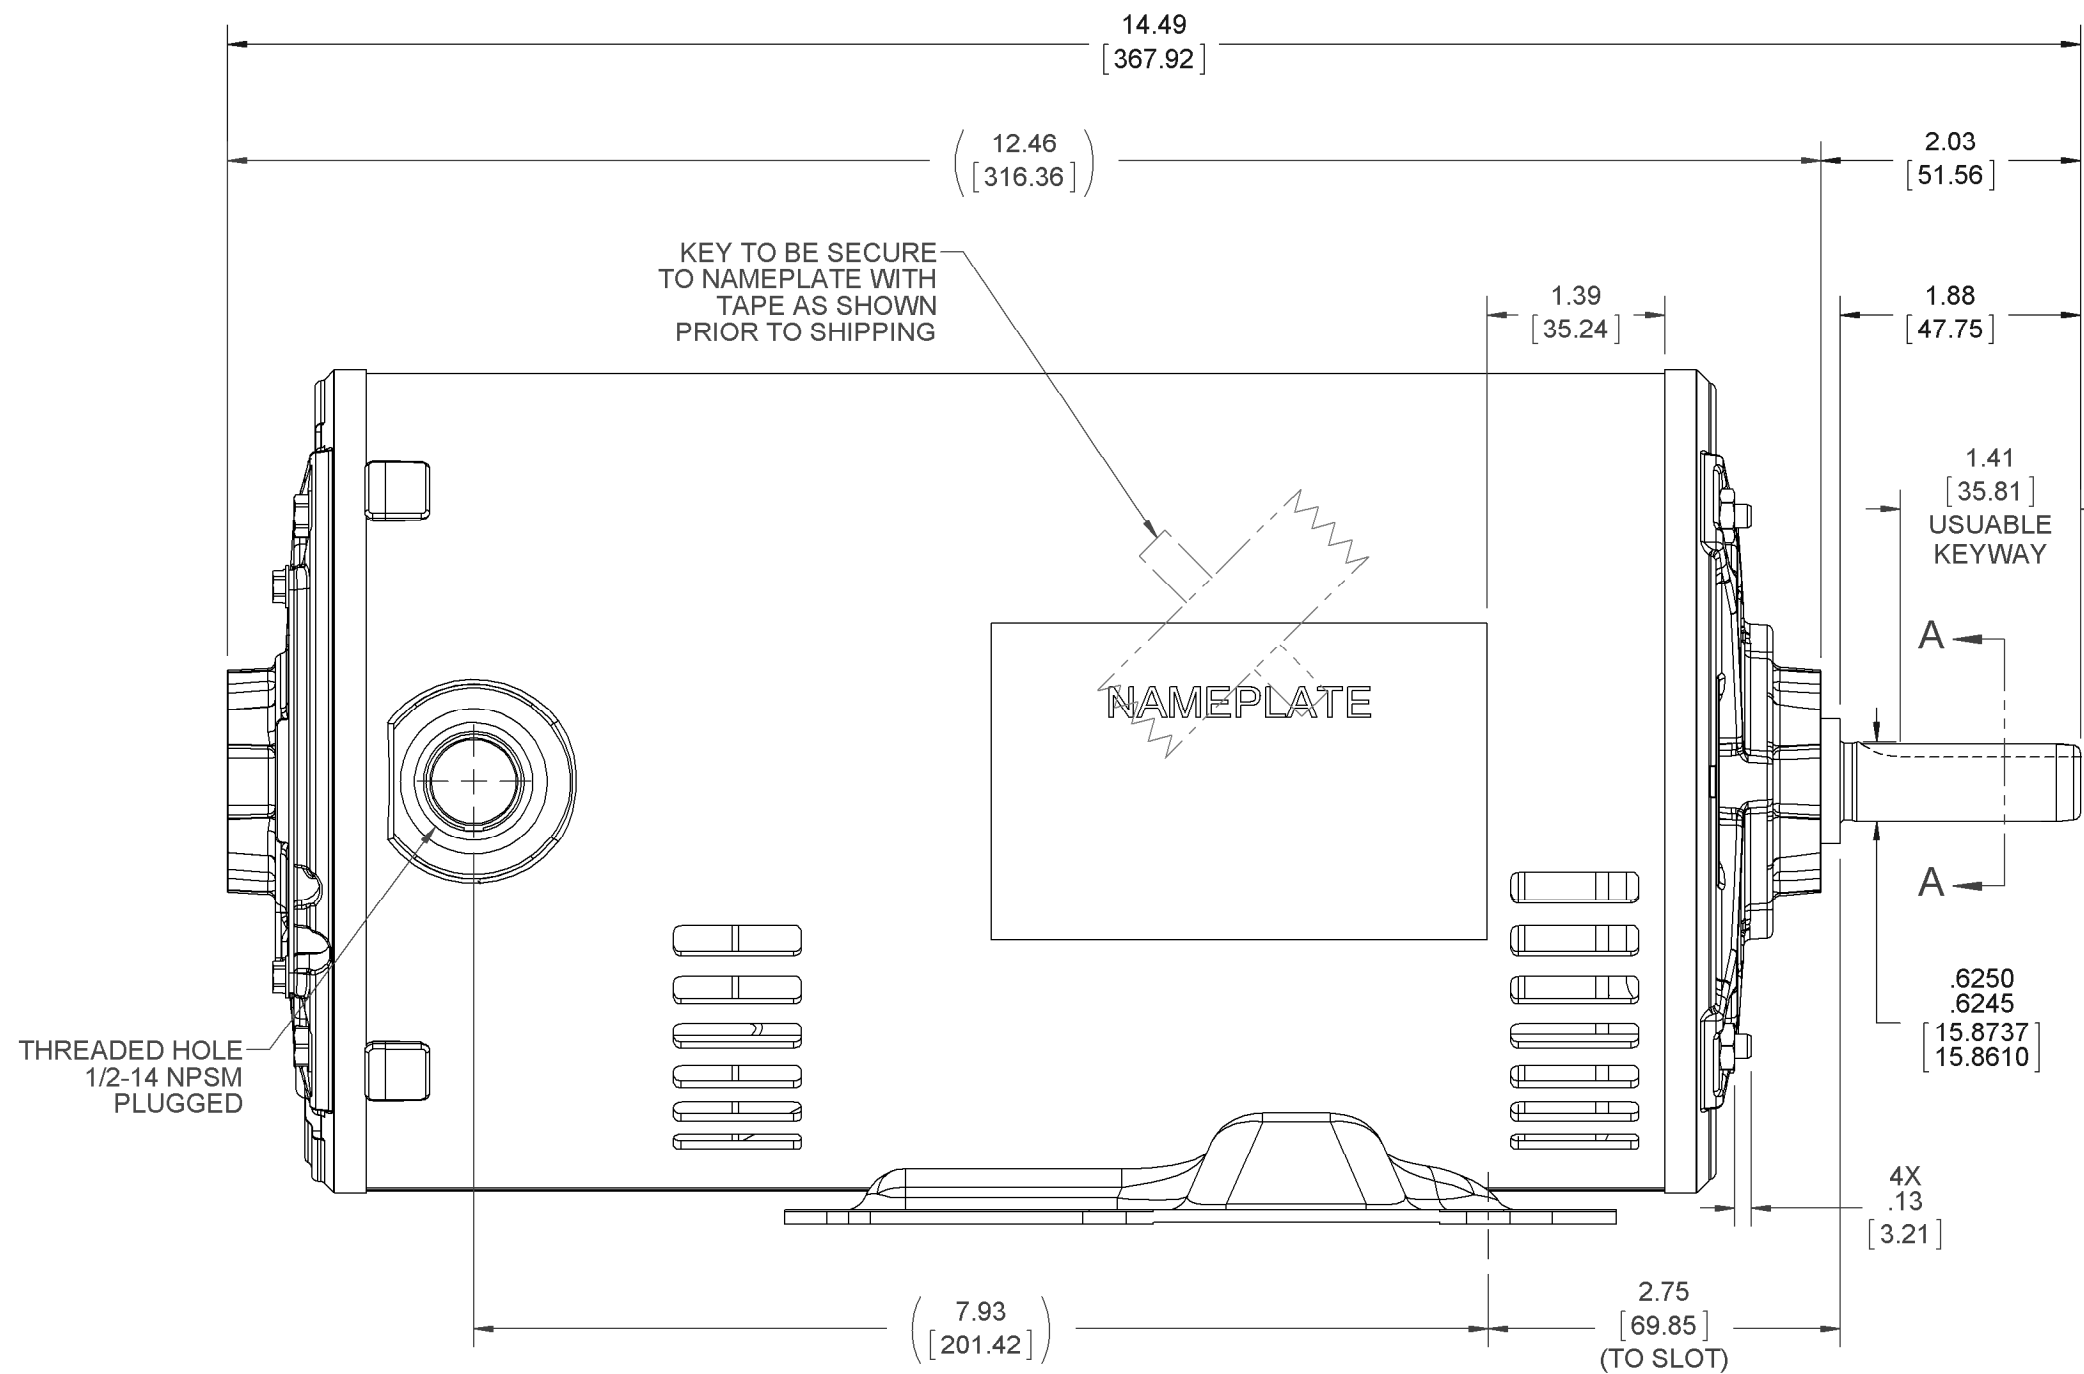 14.49
[367.92]
12.46
([316.36])
2.03
[51.56]
KEY TO BE SECURE
TO NAMEPLATE WITH
TAPE AS SHOWN
PRIOR TO SHIPPING
1.39
[35.24]
1.88
[47.75]
1.41
[35.81]
USUABLE
KEYWAY
A
NAMEPLATE
A
.6250
.6245
[15.8737
15.8610]
THREADED HOLE
1/2-14 NPSM
PLUGGED
4X
.13
[3.21]
7.93
([201.42])
2.75
[69.85]
(TO SLOT)